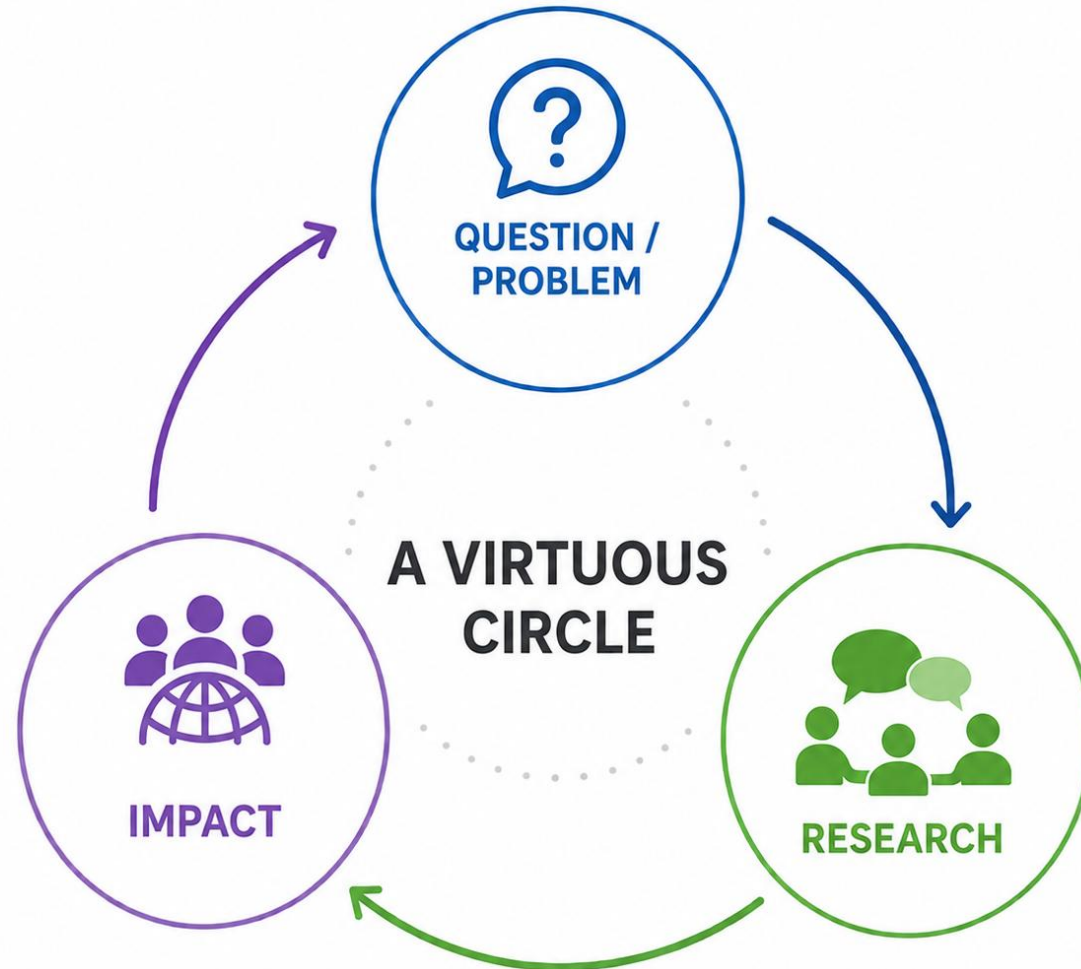 ?
QUESTION /
PROBLEM
A VIRTUOUS
CIRCLE
IMPACT
RESEARCH